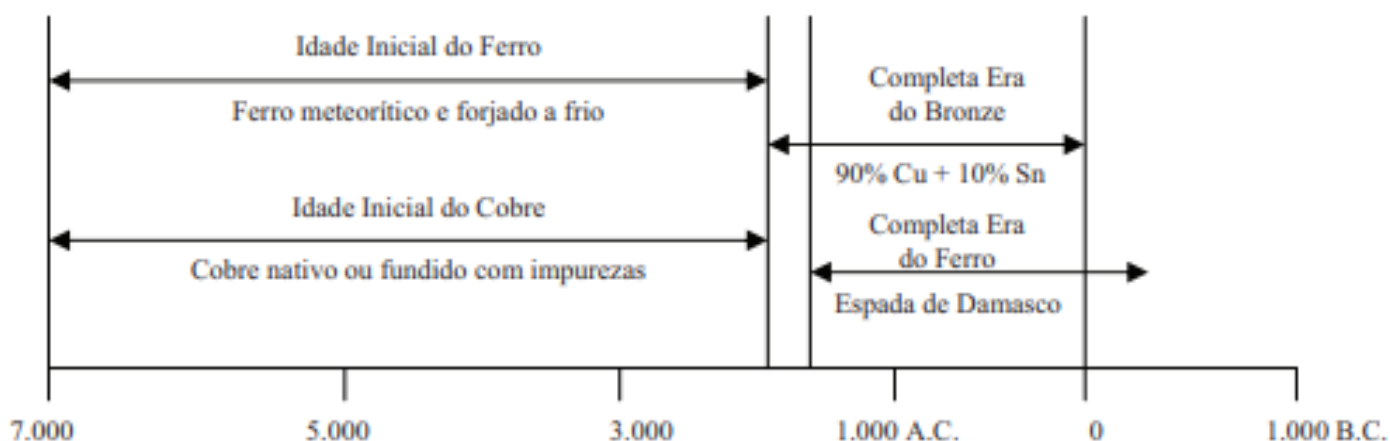 Idade Inicial do Ferro
Ferro meteorítico e forjado a frio
Idade Inicial do Cobre
Cobre nativo ou fundido com impurezas
Completa Era
do Bronze
90% Cu + 10% Sn
Completa Era
do Ferro
Espada de Damasco
7.000 5.000 3.000 1.000 A.C. 0 1.000 B.C.